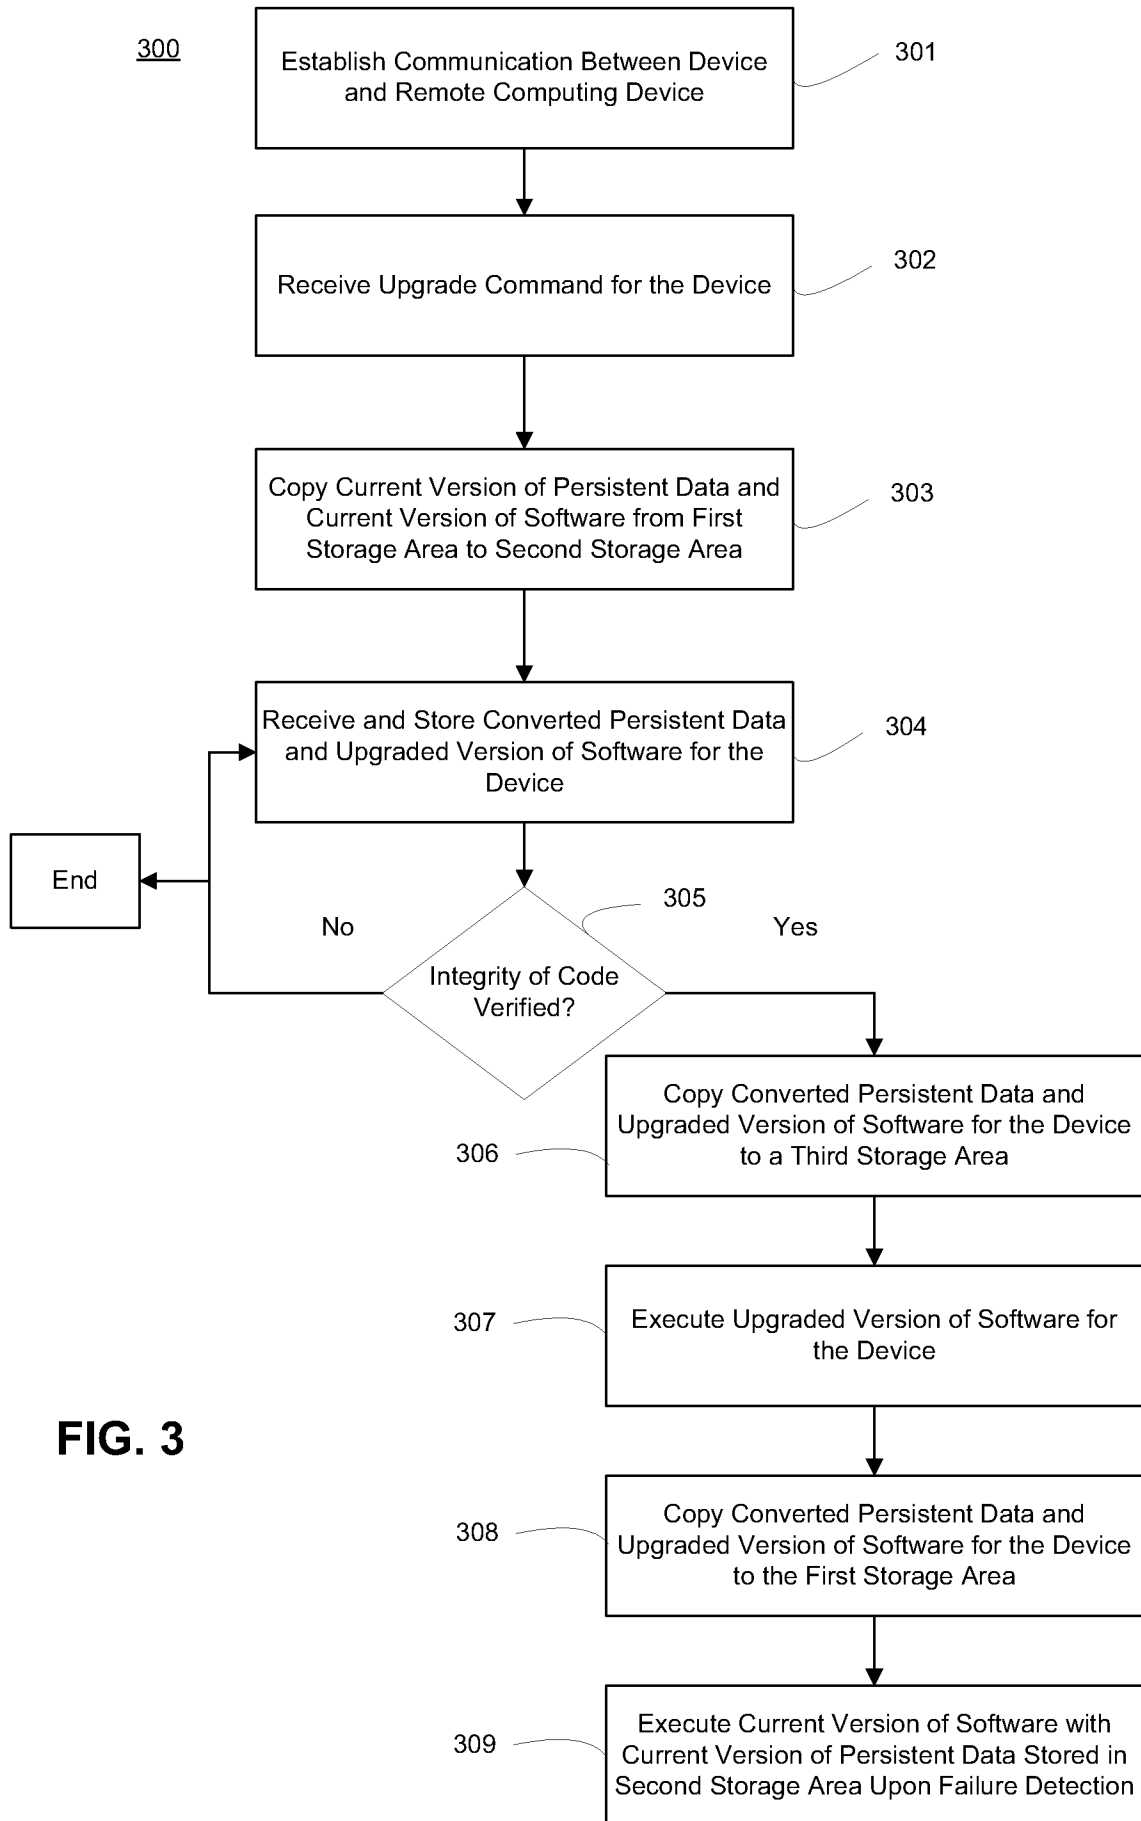 300
Establish Communication Between Device
and Remote Computing Device
301
Receive Upgrade Command for the Device
302
Copy Current Version of Persistent Data and
Current Version of Software from First
Storage Area to Second Storage Area
303
Receive and Store Converted Persistent Data
and Upgraded Version of Software for the
Device
304
End
No
305
Yes
Integrity of Code
Verified?
Copy Converted Persistent Data and
Upgraded Version of Software for the Device
to a Third Storage Area
306
Execute Upgraded Version of Software for
the Device
307
FIG. 3
Copy Converted Persistent Data and
Upgraded Version of Software for the Device
to the First Storage Area
308
Execute Current Version of Software with
Current Version of Persistent Data Stored in
Second Storage Area Upon Failure Detection
309